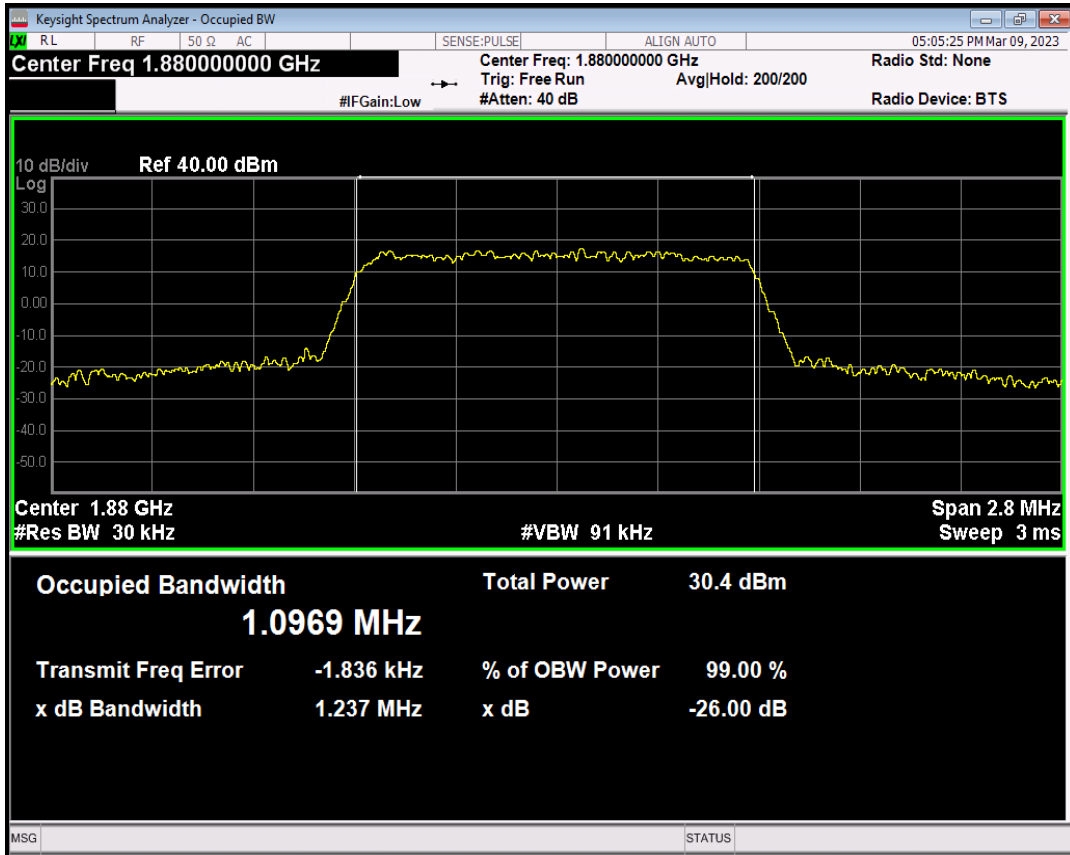 Keysight Spectrum Analyzer - Occupied BW
LXI RL RF 50 Ω AC SENSE:PULSE ALIGN AUTO 05:05:25 PM Mar 09, 2023
Center Freq 1.880000000 GHz Center Freq: 1.880000000 GHz Radio Std: None
Trig: Free Run Avg|Hold: 200/200
#IFGain:Low #Atten: 40 dB Radio Device: BTS
10 dB/div Ref 40.00 dBm
Log
30.0
20.0
10.0
0.00
-10.0
-20.0
-30.0
-40.0
-50.0
Center 1.88 GHz Span 2.8 MHz
#Res BW 30 kHz #VBW 91 kHz Sweep 3 ms
Occupied Bandwidth Total Power 30.4 dBm
1.0969 MHz
Transmit Freq Error -1.836 kHz % of OBW Power 99.00 %
x dB Bandwidth 1.237 MHz x dB -26.00 dB
MSG STATUS